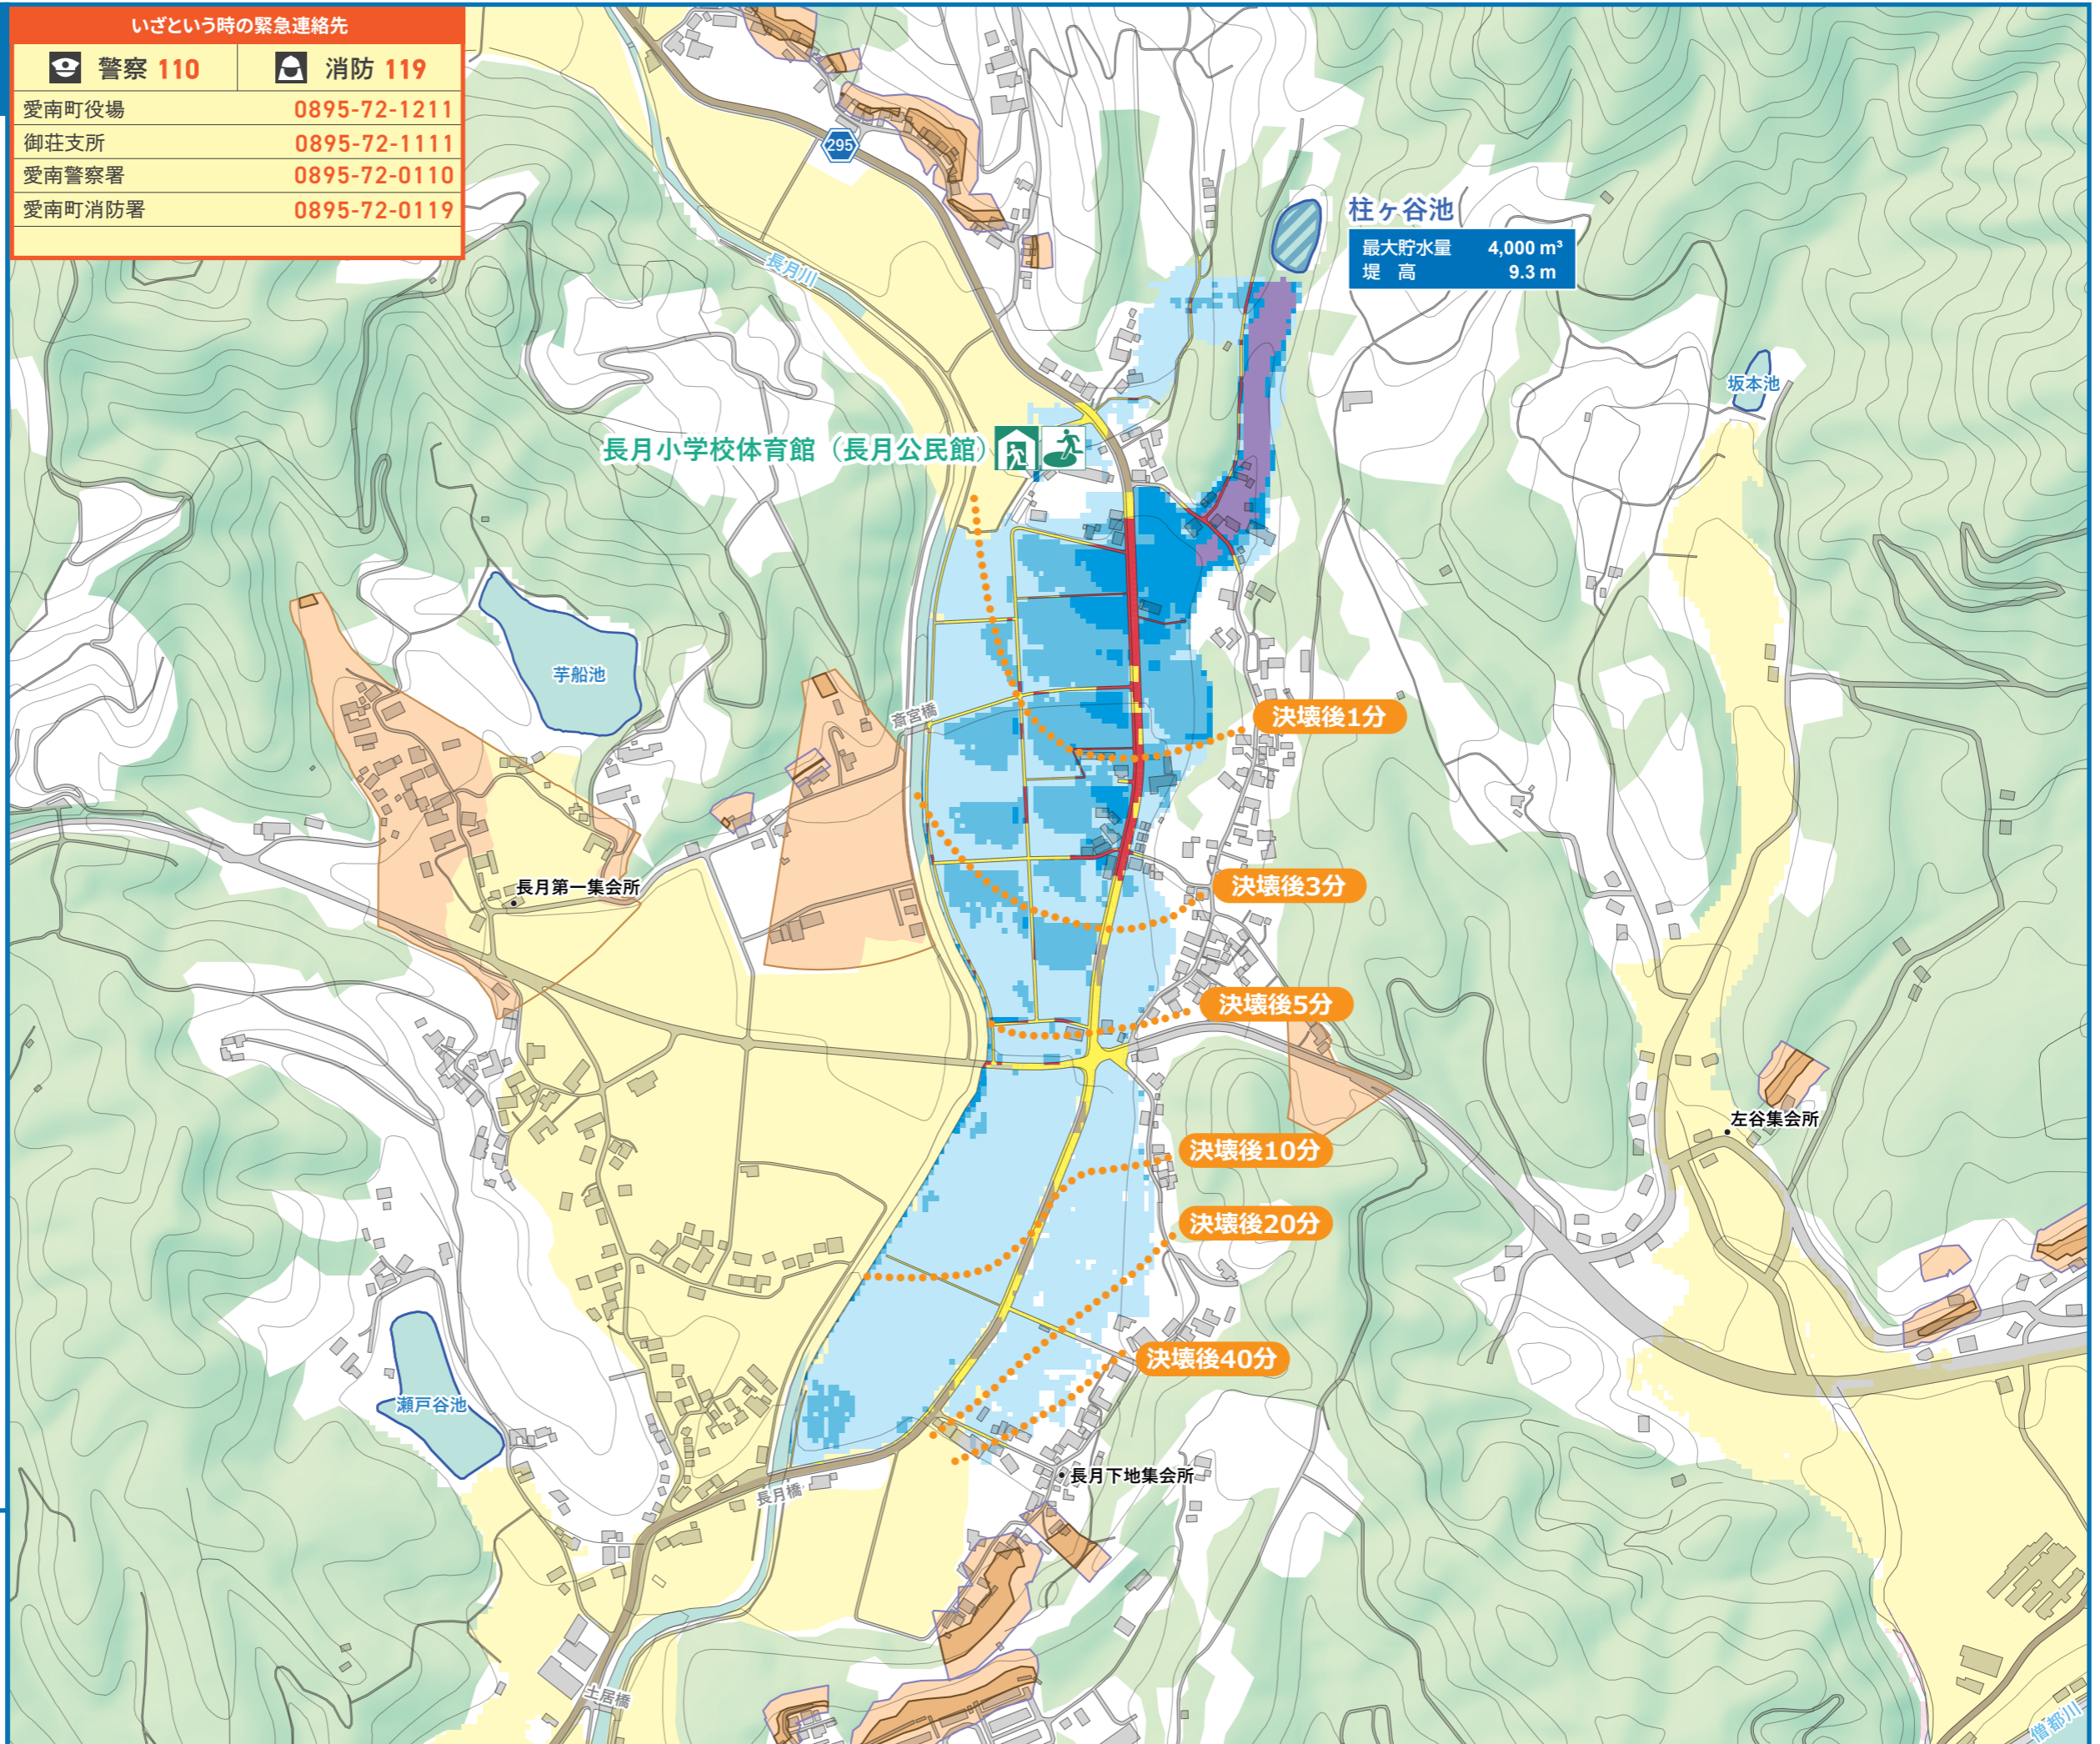 いざという時の緊急連絡先
警察 110
消防 119
愛南町役場 0895-72-1211
御荘支所 0895-72-1111
愛南警察署 0895-72-0110
愛南町消防署 0895-72-0119
295
長月川
柱ヶ谷池
最大貯水量 4,000 m³
堤 高 9.3 m
坂本池
長月小学校体育館（長月公民館）
芋船池
斎宮橋
決壊後1分
長月第一集会所
決壊後3分
決壊後5分
左谷集会所
決壊後10分
決壊後20分
決壊後40分
瀬戸谷池
長月下地集会所
長月橋
土居橋
僧都川